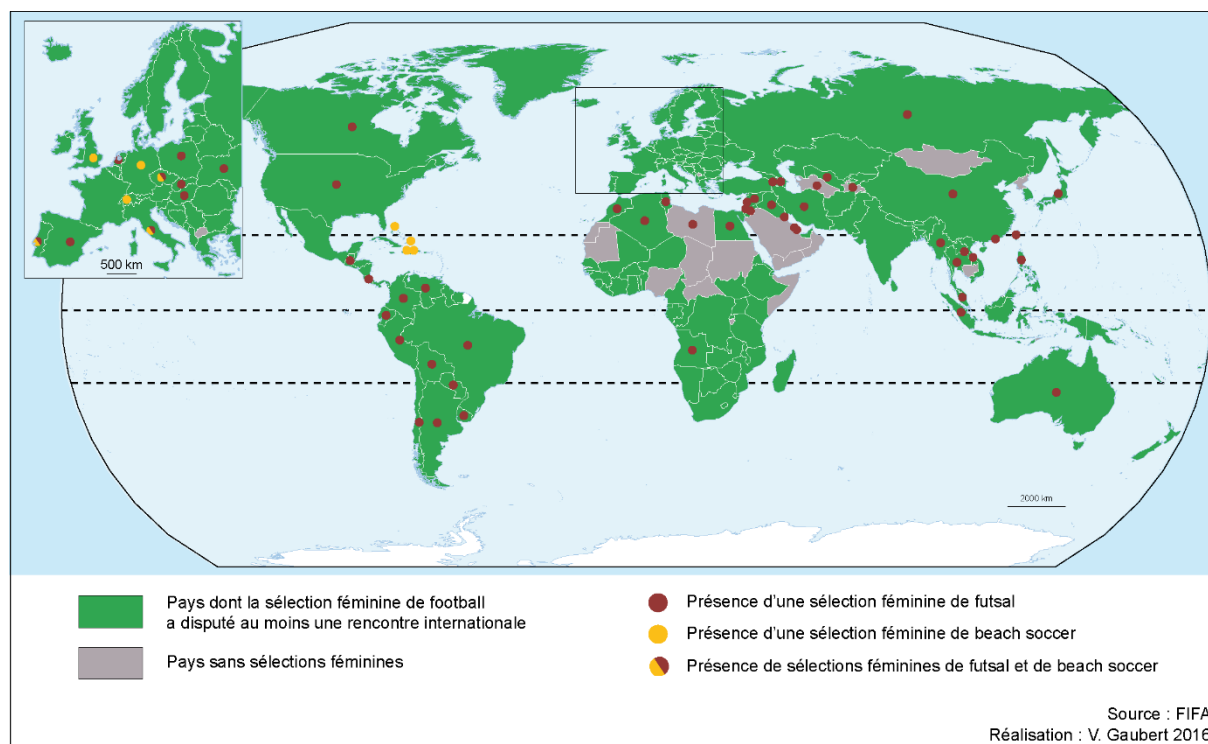 500 km
2000 km
Pays dont la sélection féminine de football
a disputé au moins une rencontre internationale
Pays sans sélections féminines
Présence d'une sélection féminine de futsal
Présence d'une sélection féminine de beach soccer
Présence de sélections féminines de futsal et de beach soccer
Source : FIFA
Réalisation : V. Gaubert 2016